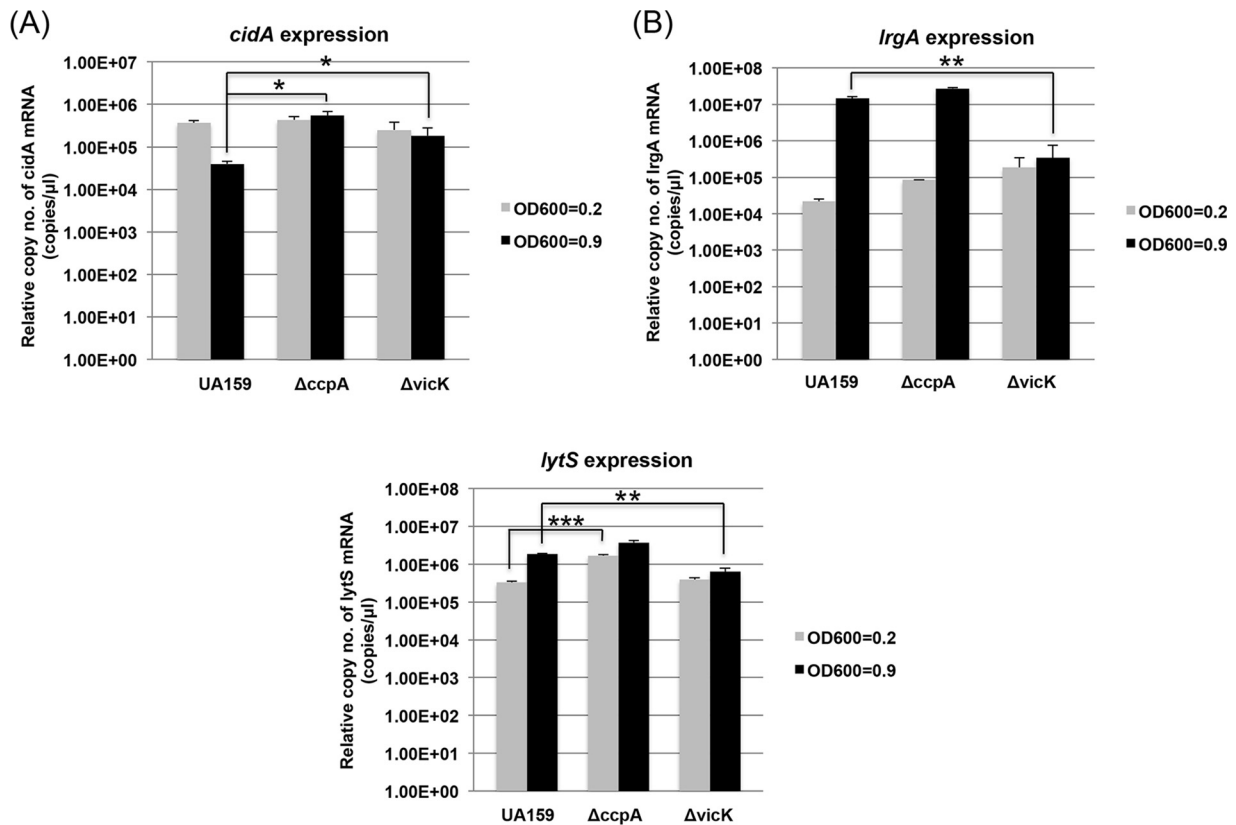 (A)
cidA expression
Relative copy no. of cidA mRNA
(copies/µl)
1.00E+07
1.00E+06
1.00E+05
1.00E+04
1.00E+03
1.00E+02
1.00E+01
1.00E+00
*
*
UA159
ΔccpA
ΔvicK
OD600=0.2
OD600=0.9
(B)
lrgA expression
Relative copy no. of lrgA mRNA
(copies/µl)
1.00E+08
1.00E+07
1.00E+06
1.00E+05
1.00E+04
1.00E+03
1.00E+02
1.00E+01
1.00E+00
**
UA159
ΔccpA
ΔvicK
OD600=0.2
OD600=0.9
lytS expression
Relative copy no. of lytS mRNA
(copies/µl)
1.00E+08
1.00E+07
1.00E+06
1.00E+05
1.00E+04
1.00E+03
1.00E+02
1.00E+01
1.00E+00
**
***
UA159
ΔccpA
ΔvicK
OD600=0.2
OD600=0.9